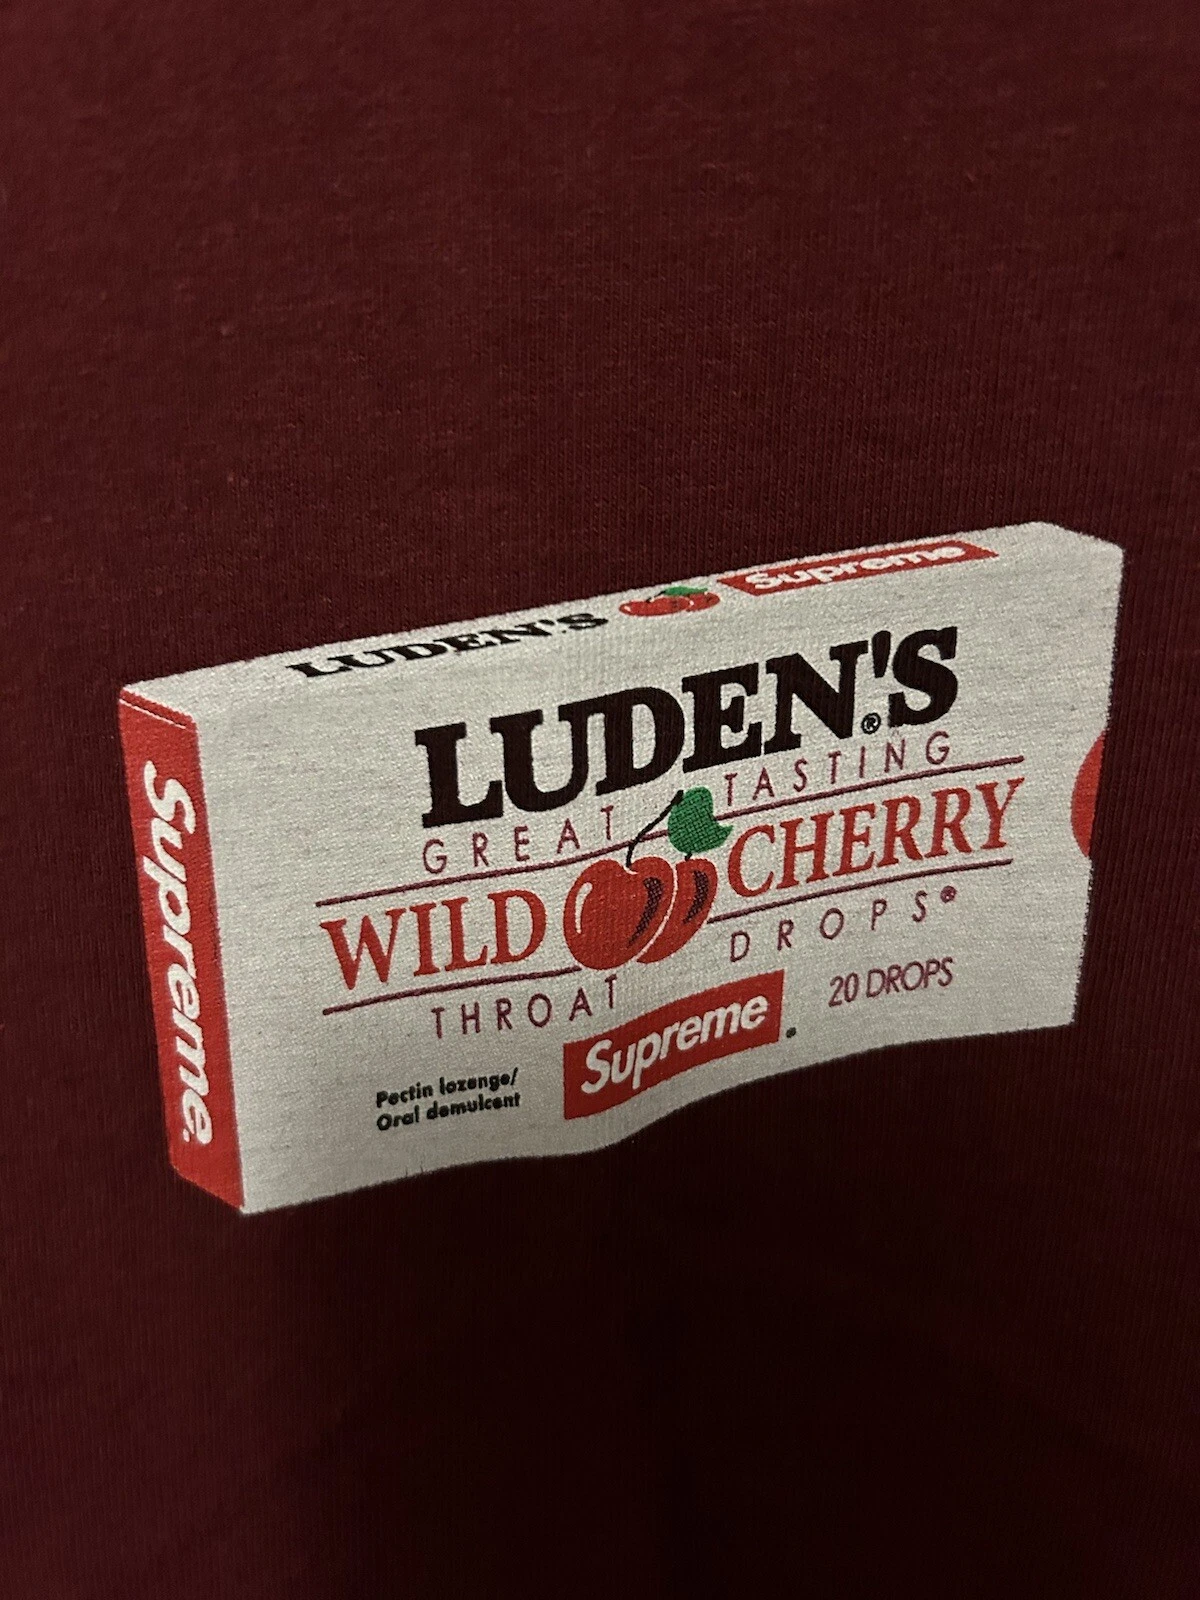 LUDEN'S Supreme
LUDEN'S®
GREAT TASTING
WILD CHERRY
THROAT DROPS®
20 DROPS
Supreme
Pectin lozenge/
Oral demulcent
Supreme.